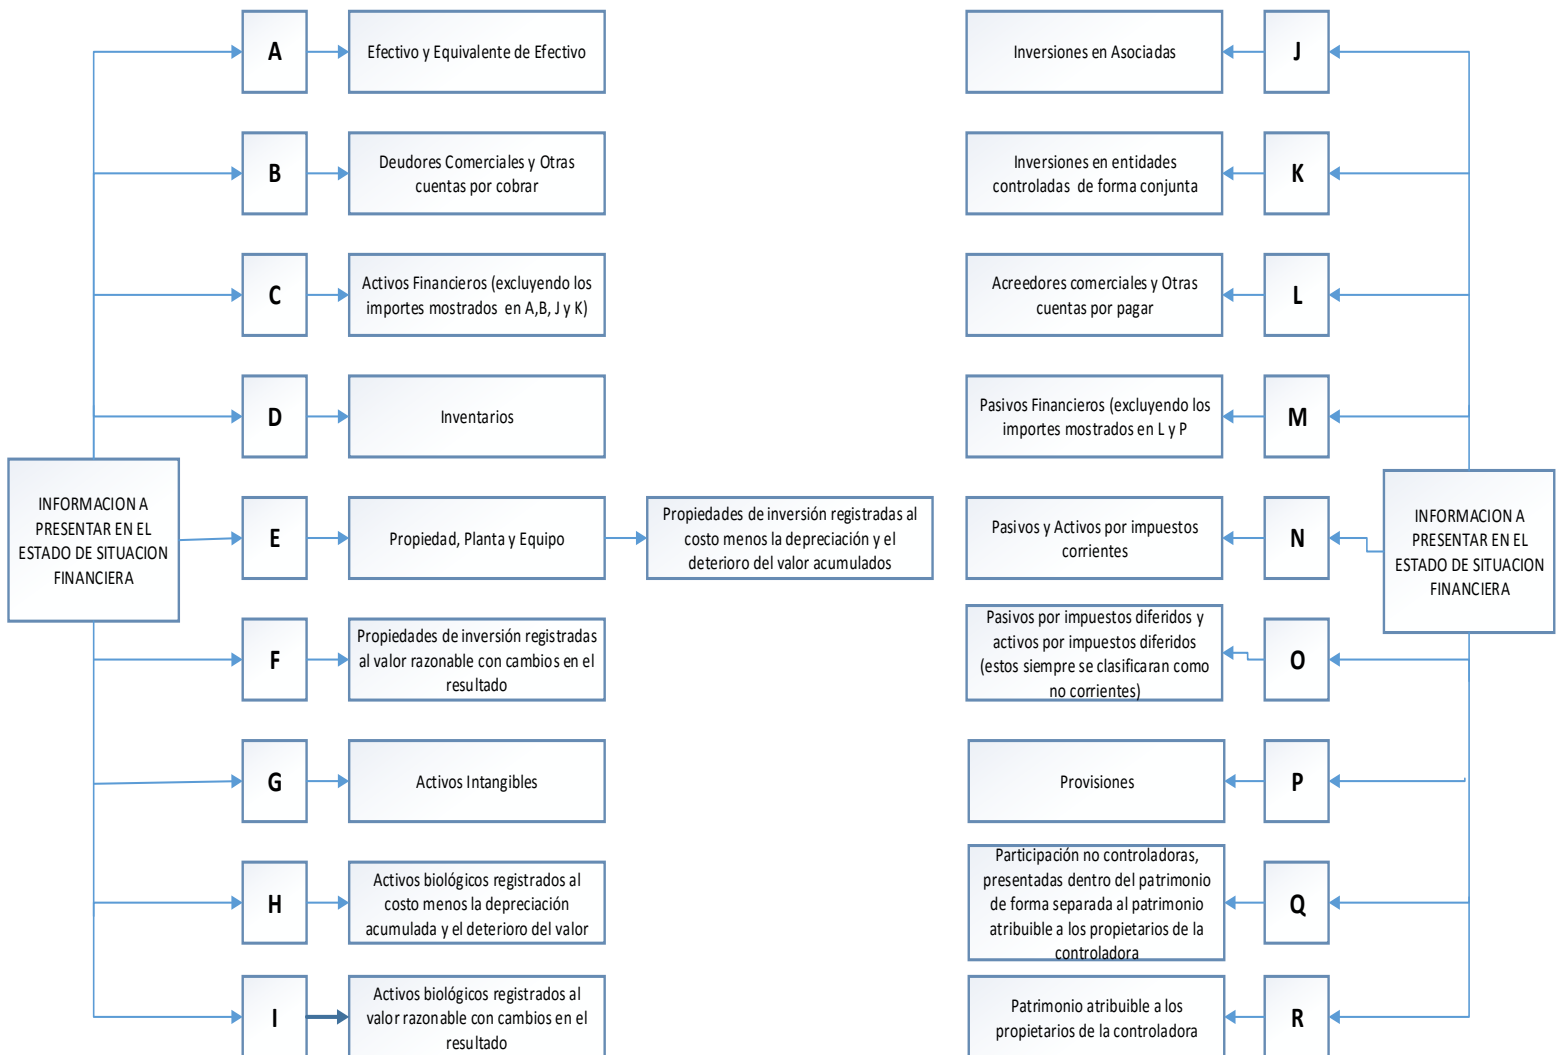 INFORMACION A
PRESENTAR EN EL
ESTADO DE SITUACION
FINANCIERA
A
Efectivo y Equivalente de Efectivo
B
Deudores Comerciales y Otras
cuentas por cobrar
C
Activos Financieros (excluyendo los
importes mostrados en A,B, J y K)
D
Inventarios
E
Propiedad, Planta y Equipo
Propiedades de inversión registradas al
costo menos la depreciación y el
deterioro del valor acumulados
F
Propiedades de inversión registradas
al valor razonable con cambios en el
resultado
G
Activos Intangibles
H
Activos biológicos registrados al
costo menos la depreciación
acumulada y el deterioro del valor
I
Activos biológicos registrados al
valor razonable con cambios en el
resultado
INFORMACION A
PRESENTAR EN EL
ESTADO DE SITUACION
FINANCIERA
J
Inversiones en Asociadas
K
Inversiones en entidades
controladas de forma conjunta
L
Acreedores comerciales y Otras
cuentas por pagar
M
Pasivos Financieros (excluyendo los
importes mostrados en L y P
N
Pasivos y Activos por impuestos
corrientes
O
Pasivos por impuestos diferidos y
activos por impuestos diferidos
(estos siempre se clasificaran como
no corrientes)
P
Provisiones
Q
Participación no controladoras,
presentadas dentro del patrimonio
de forma separada al patrimonio
atribuible a los propietarios de la
controladora
R
Patrimonio atribuible a los
propietarios de la controladora